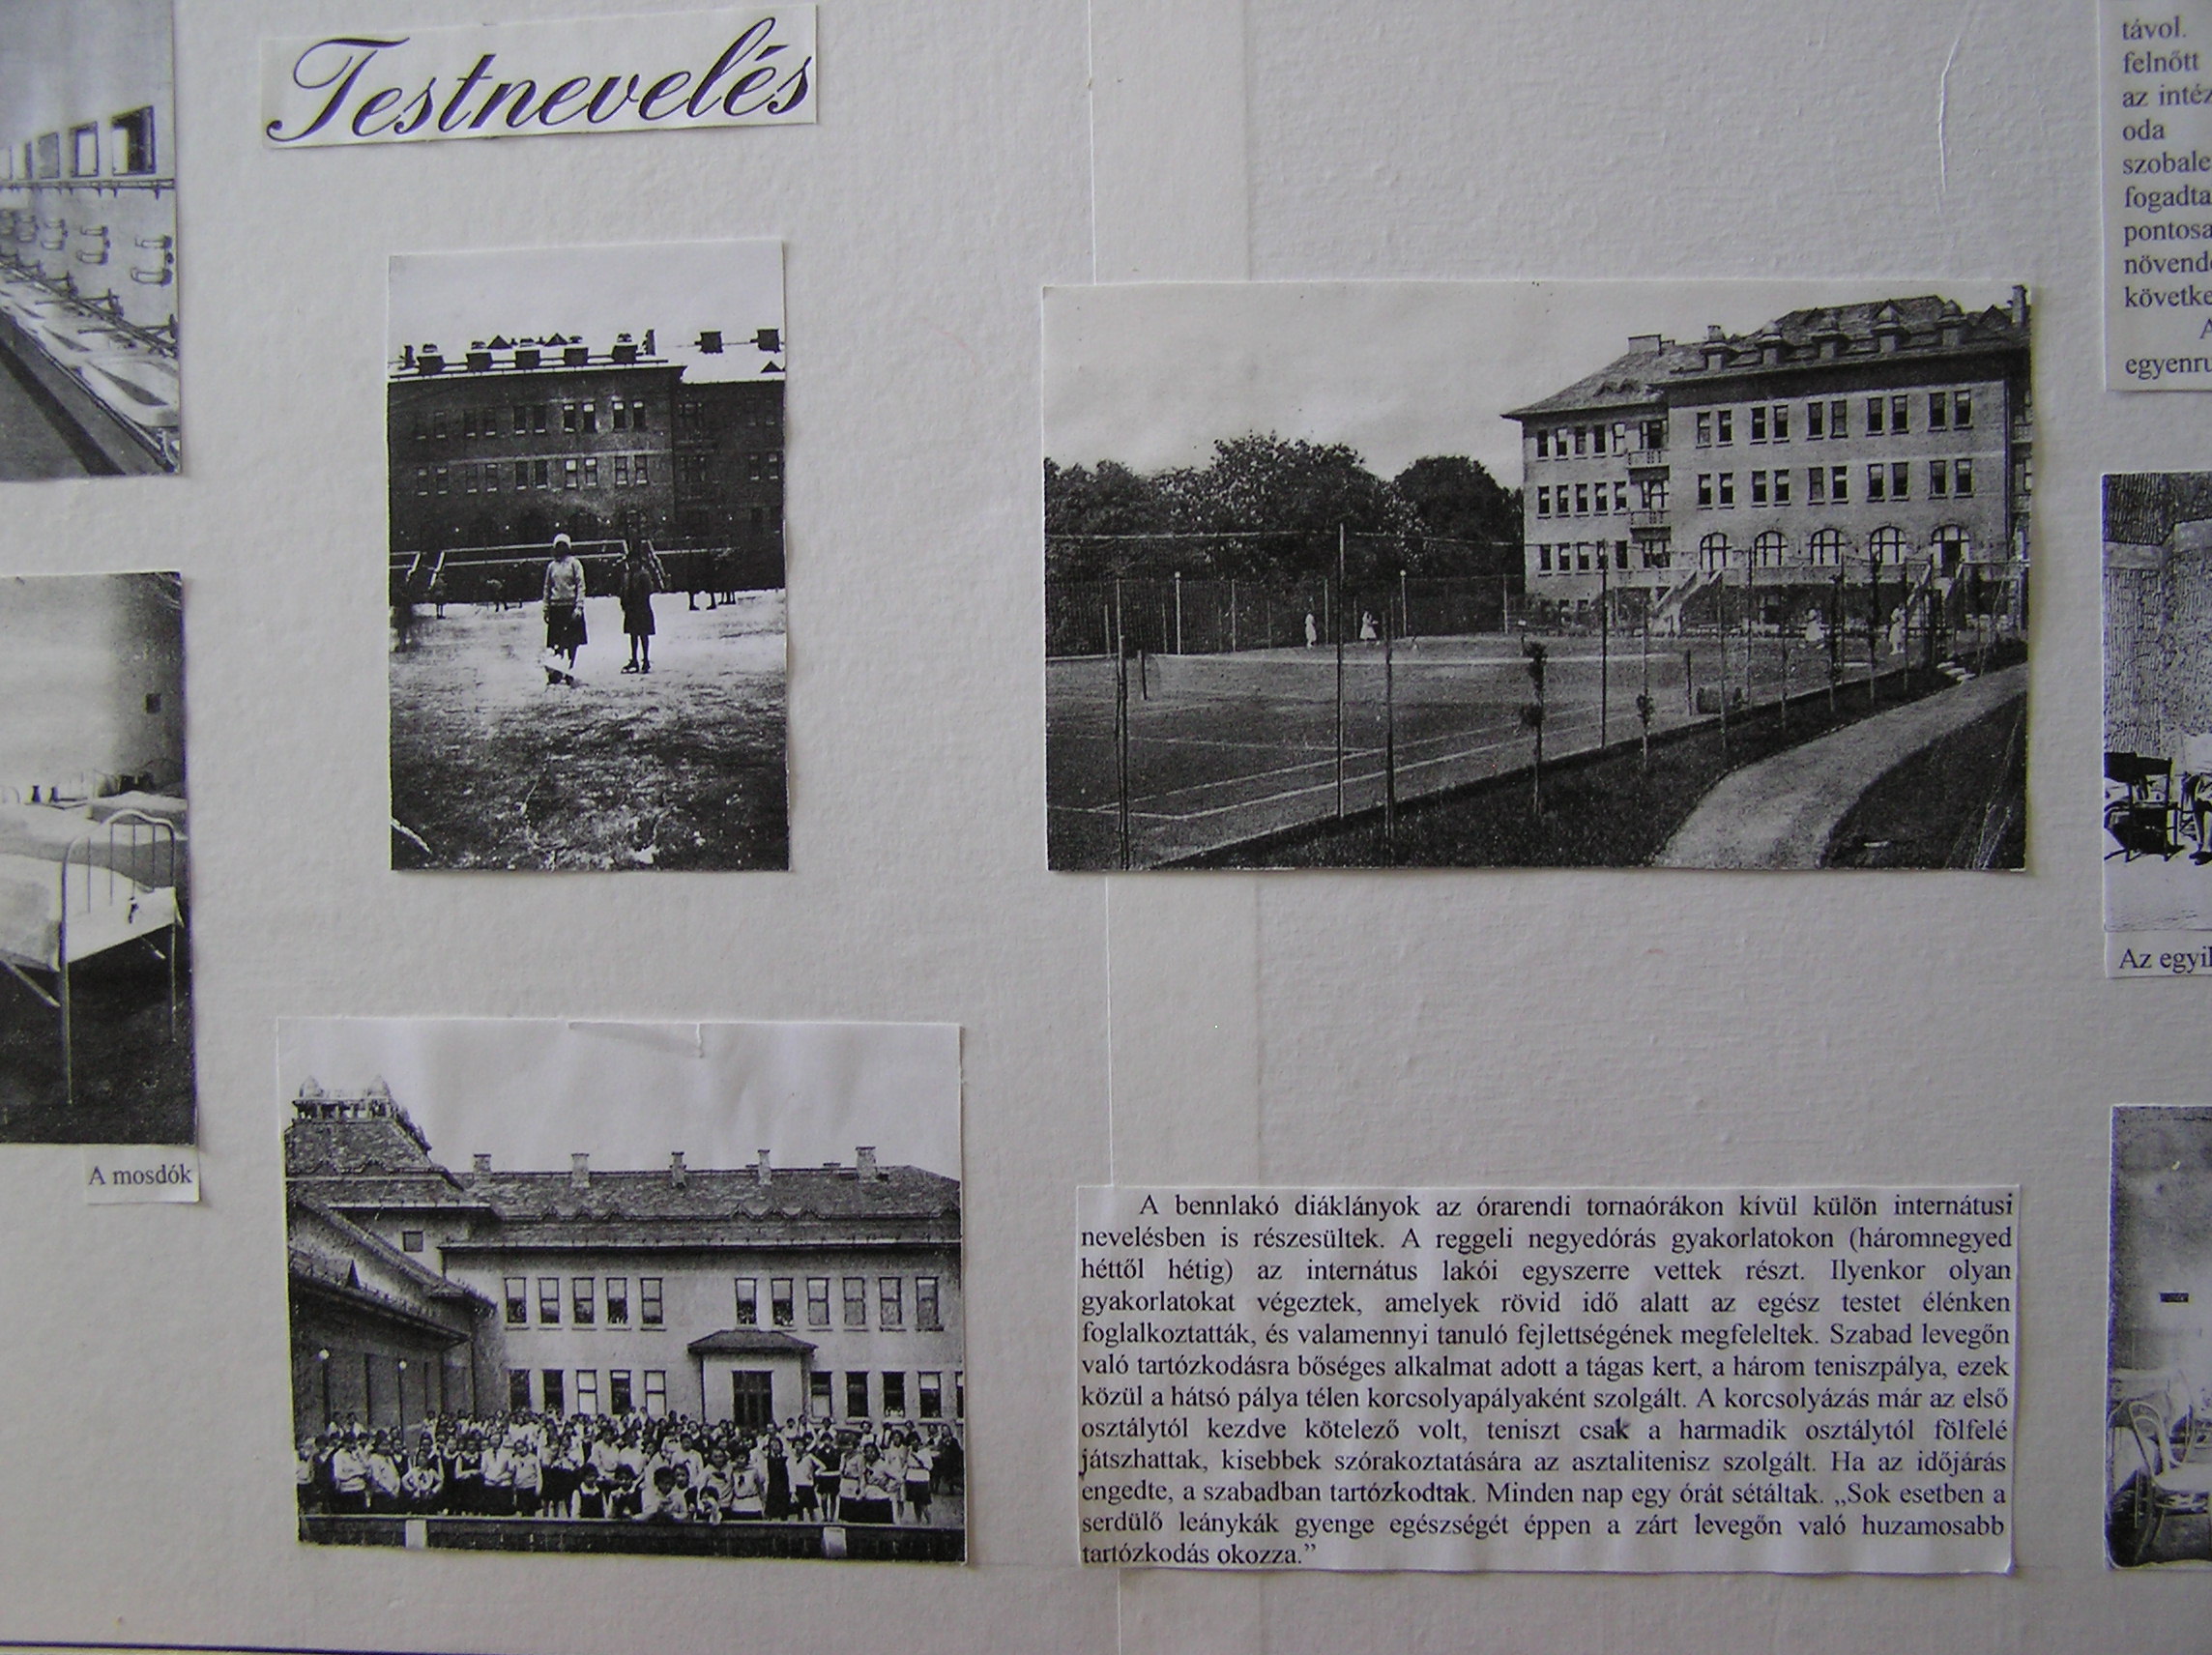 Testnevelés
A mosdók
A bennlakó diáklányok az órarendi tornaórákon kívül külön internátusi
nevelésben is részesültek. A reggeli negyedórás gyakorlatokon (háromnegyed
héttől hétig) az internátus lakói egyszerre vettek részt. Ilyenkor olyan
gyakorlatokat végeztek, amelyek rövid idő alatt az egész testet élénken
foglalkoztatták, és valamennyi tanuló fejlettségének megfeleltek. Szabad levegőn
való tartózkodásra bőséges alkalmat adott a tágas kert, a három teniszpálya, ezek
közül a hátsó pálya télen korcsolyapályaként szolgált. A korcsolyázás már az első
osztálytól kezdve kötelező volt, teniszt csak a harmadik osztálytól fölfelé
játszhattak, kisebbek szórakoztatására az asztalitenisz szolgált. Ha az időjárás
engedte, a szabadban tartózkodtak. Minden nap egy órát sétáltak. „Sok esetben a
serdülő leánykák gyenge egészségét éppen a zárt levegőn való huzamosabb
tartózkodás okozza.”
távol.
felnőtt
az intéz
oda
szobale
fogadta
pontosa
növend
követke
A
egyenru
Az egyil